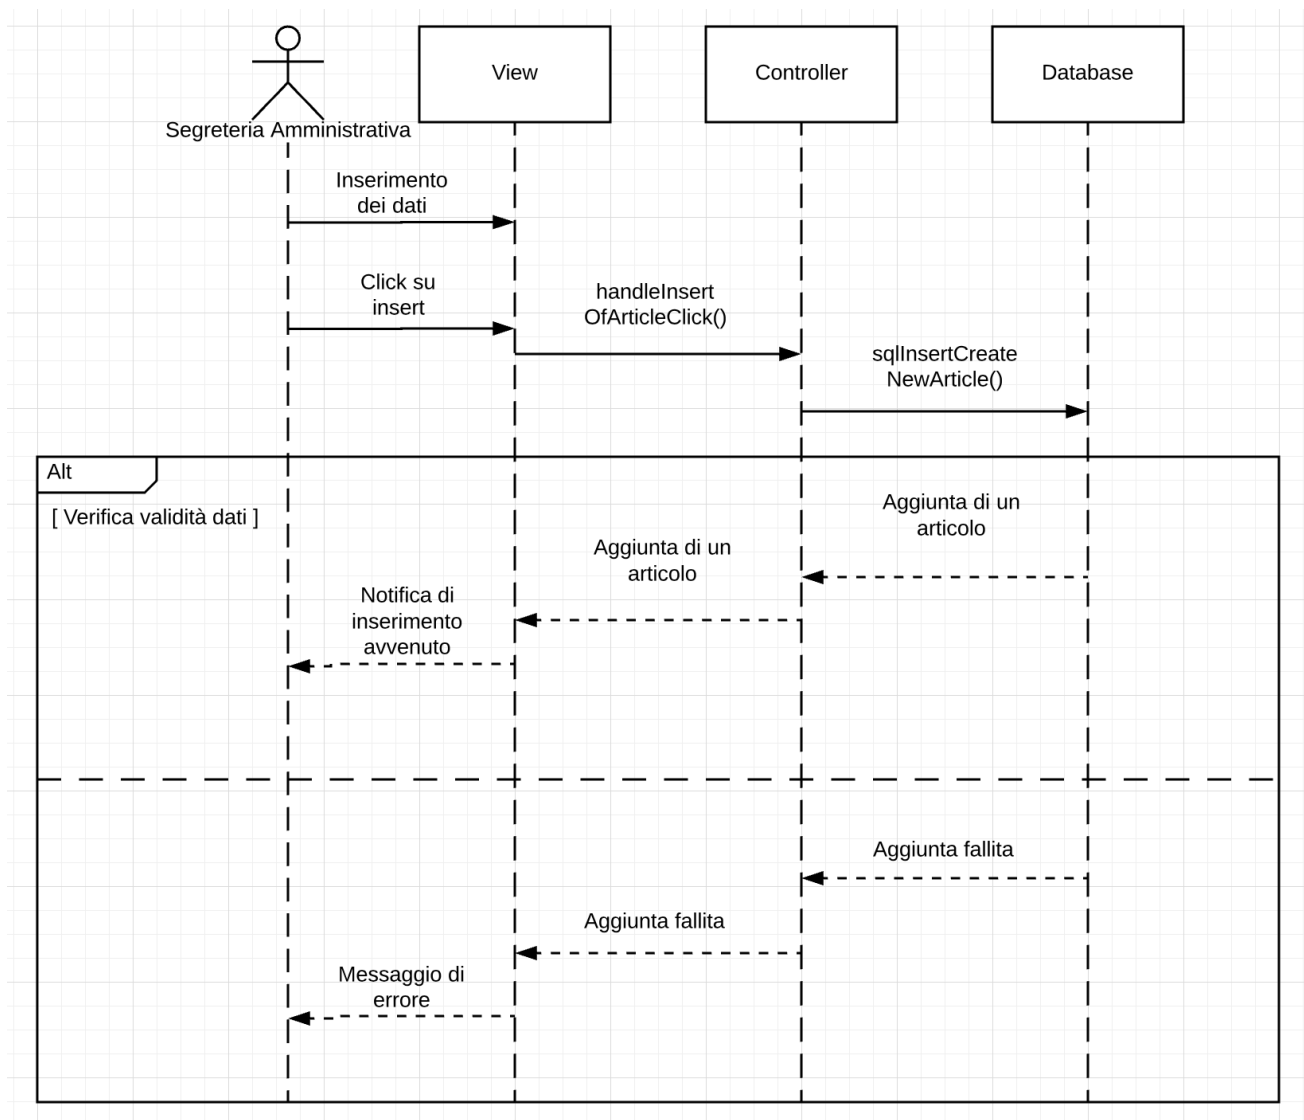 View
Controller
Database
Segreteria Amministrativa
Inserimento
dei dati
Click su
insert
handleInsert
OfArticleClick()
sqlInsertCreate
NewArticle()
Alt
[ Verifica validità dati ]
Aggiunta di un
articolo
Aggiunta di un
articolo
Notifica di
inserimento
avvenuto
Aggiunta fallita
Aggiunta fallita
Messaggio di
errore